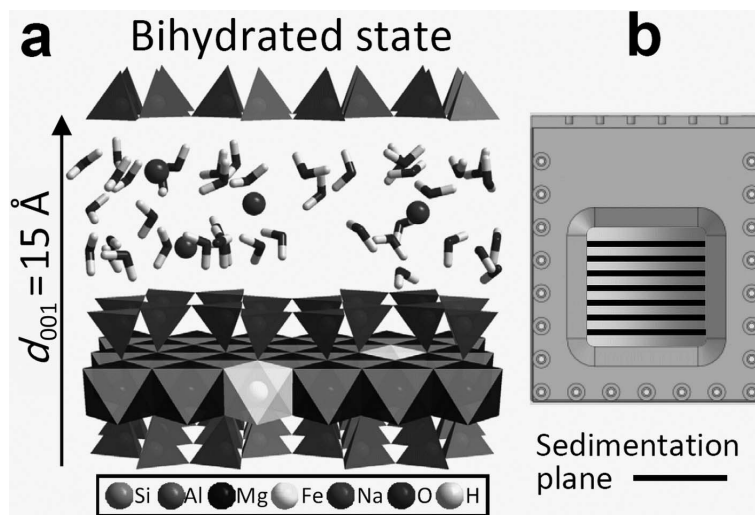 a
Bihydrated state
b
d001 = 15 Å
Si Al Mg Fe Na O H
Sedimentation
plane